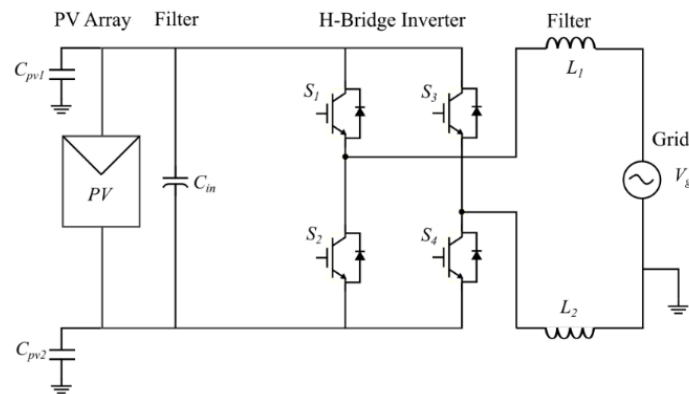 PV Array
Filter
H-Bridge Inverter
Filter
Cpv1
S1
S3
L1
Grid
PV
Cin
Vg
S2
S4
L2
Cpv2